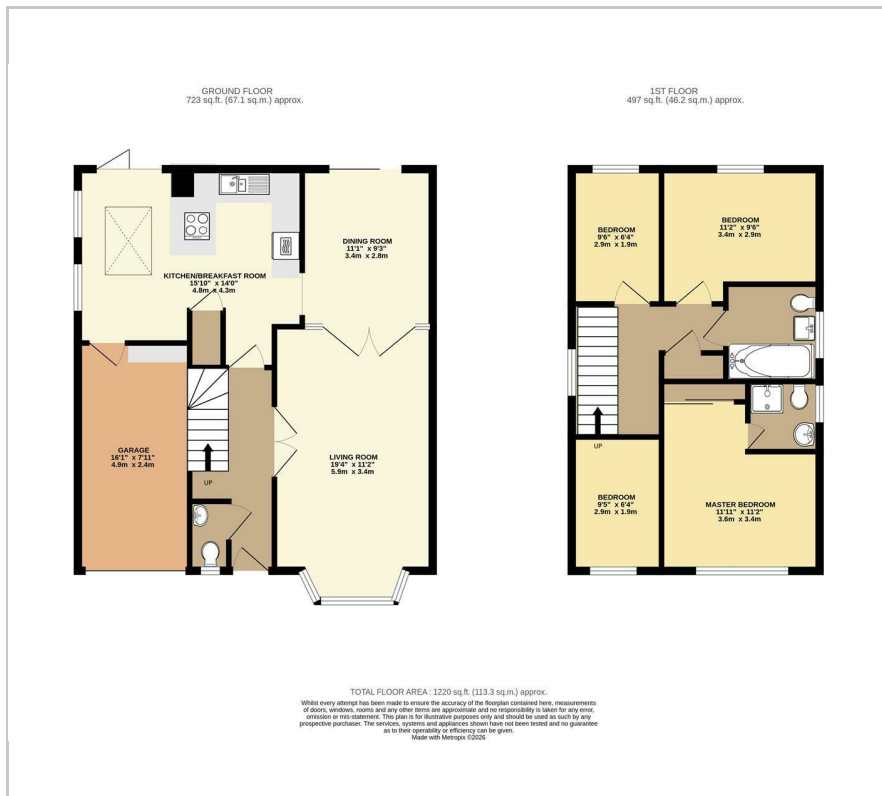 GROUND FLOOR
723 sq.ft. (67.1 sq.m.) approx.
1ST FLOOR
497 sq.ft. (46.2 sq.m.) approx.
KITCHEN/BREAKFAST ROOM
15'10" x 14'0"
4.8m x 4.3m
DINING ROOM
11'1" x 9'3"
3.4m x 2.8m
GARAGE
16'1" x 7'11"
4.9m x 2.4m
UP
LIVING ROOM
19'4" x 11'2"
5.9m x 3.4m
BEDROOM
9'6" x 6'4"
2.9m x 1.9m
BEDROOM
11'2" x 9'6"
3.4m x 2.9m
UP
BEDROOM
9'5" x 6'4"
2.9m x 1.9m
MASTER BEDROOM
11'11" x 11'2"
3.6m x 3.4m
TOTAL FLOOR AREA : 1220 sq.ft. (113.3 sq.m.) approx.
Whilst every attempt has been made to ensure the accuracy of the floorplan contained here, measurements
of doors, windows, rooms and any other items are approximate and no responsibility is taken for any error,
omission or mis-statement. This plan is for illustrative purposes only and should be used as such by any
prospective purchaser. The services, systems and appliances shown have not been tested and no guarantee
as to their operability or efficiency can be given.
Made with Metropix ©2026